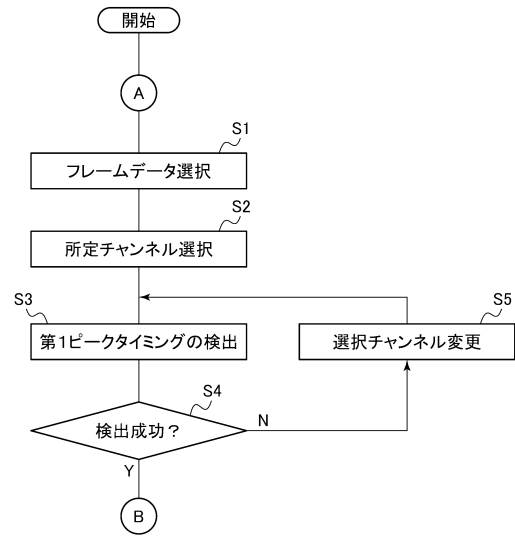 開始
A
S1
フレームデータ選択
S2
所定チャンネル選択
S3
第1ピークタイミングの検出
S5
選択チャンネル変更
S4
検出成功？
N
Y
B